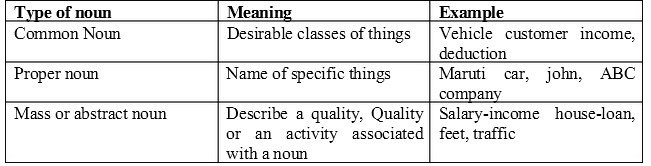 Type of noun Meaning Example
Common Noun Desirable classes of things Vehicle customer income,
deduction
Proper noun Name of specific things Maruti car, john, ABC
company
Mass or abstract noun Describe a quality, Quality Salary-income house-loan,
or an activity associated feet, traffic
with a noun